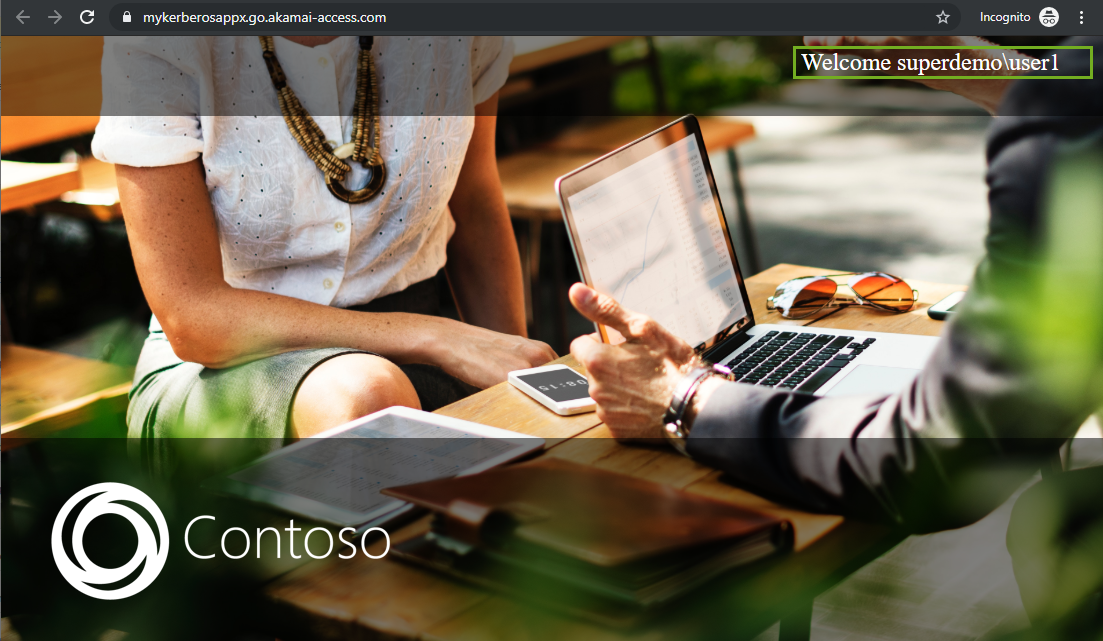 mykerberosappx.go.akamai-access.com
Incognito
Welcome superdemo\user1
08:15
Contoso